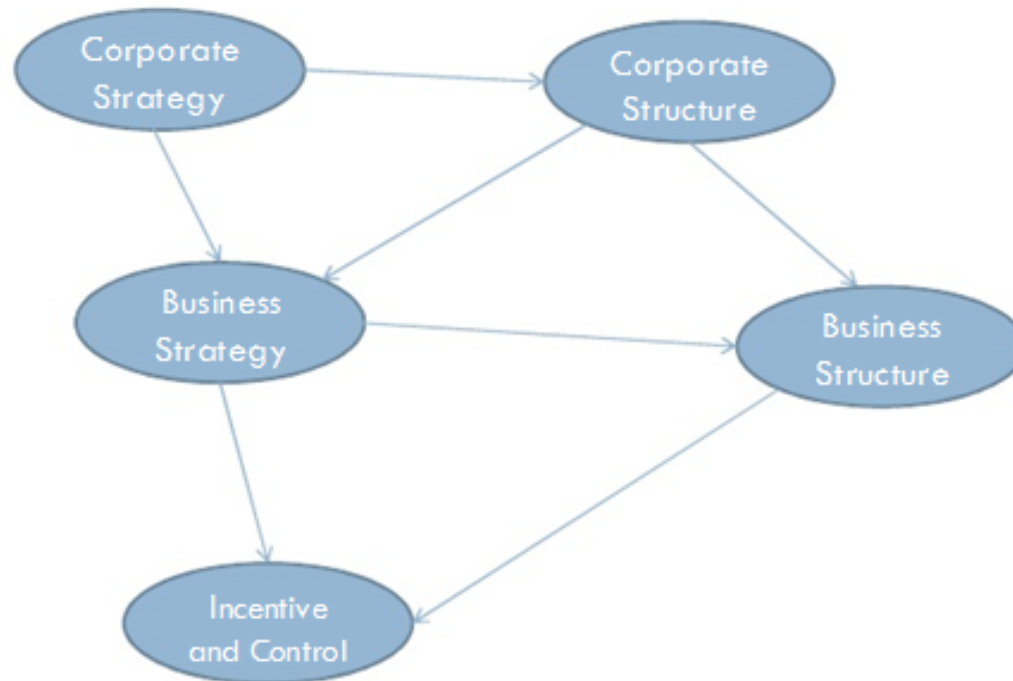 Corporate
Strategy
Corporate
Structure
Business
Strategy
Business
Structure
Incentive
and Control